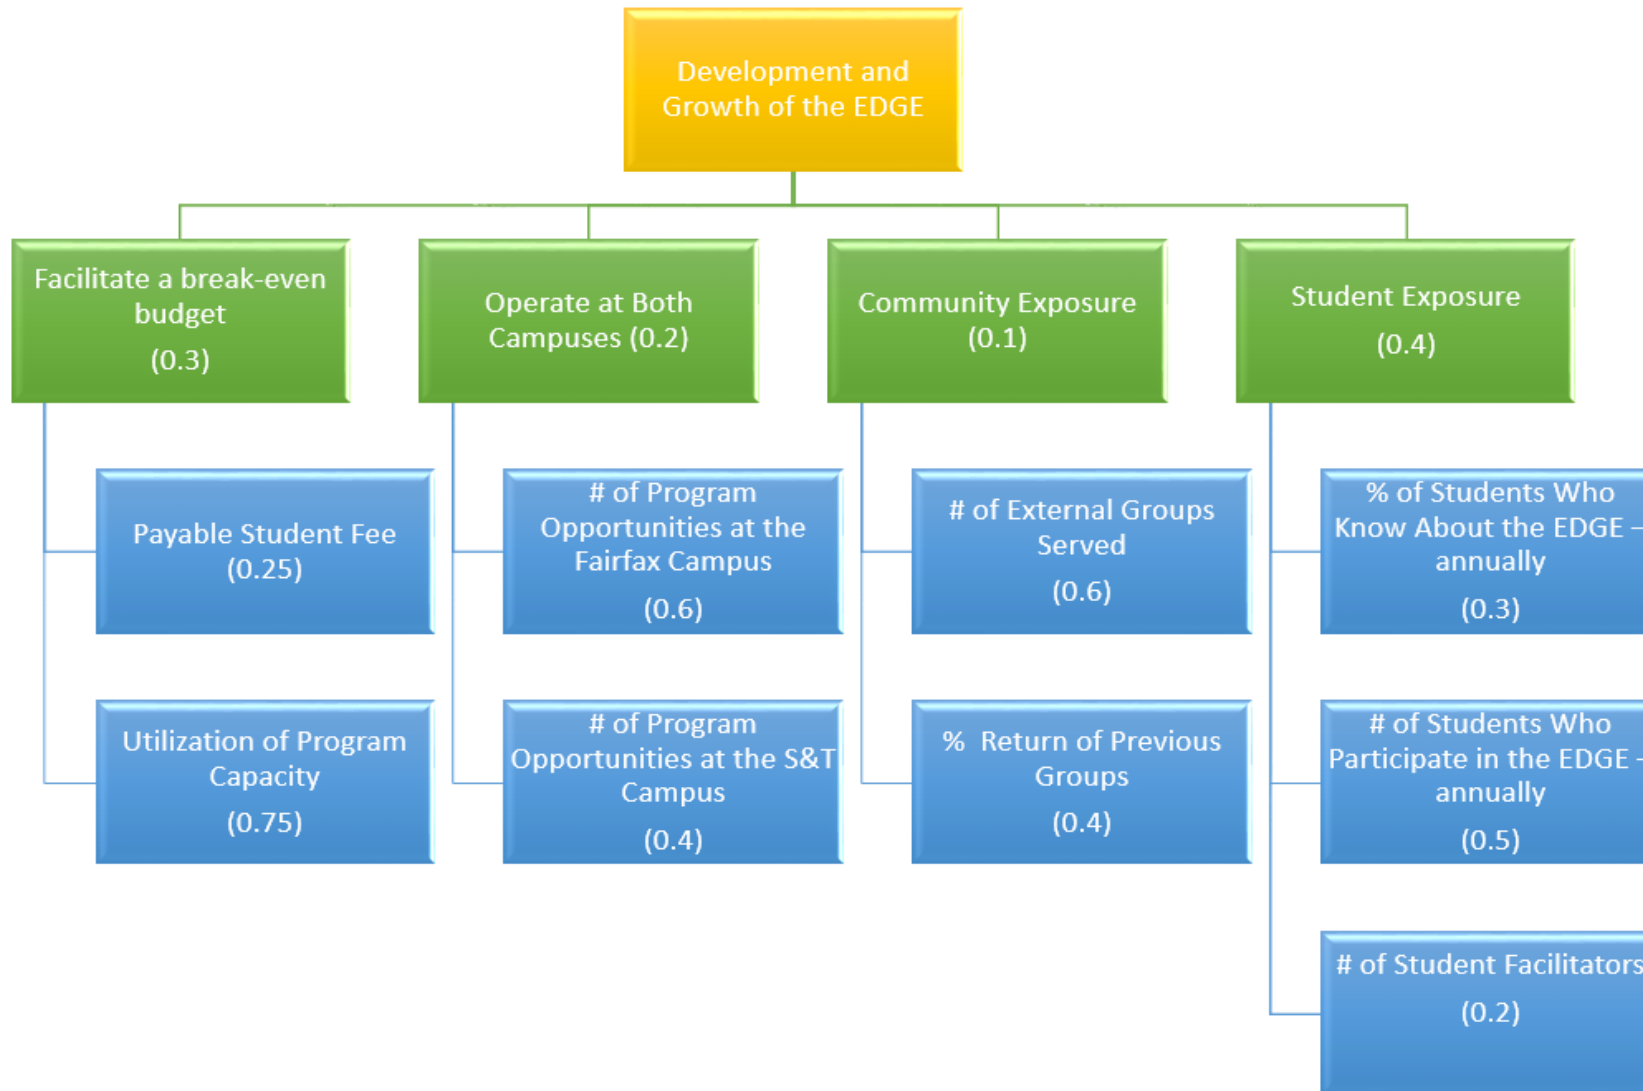 Development and
Growth of the EDGE
Facilitate a break-even
budget
(0.3)
Operate at Both
Campuses (0.2)
Community Exposure
(0.1)
Student Exposure
(0.4)
Payable Student Fee
(0.25)
# of Program
Opportunities at the
Fairfax Campus
(0.6)
# of External Groups
Served
(0.6)
% of Students Who
Know About the EDGE –
annually
(0.3)
Utilization of Program
Capacity
(0.75)
# of Program
Opportunities at the S&T
Campus
(0.4)
% Return of Previous
Groups
(0.4)
# of Students Who
Participate in the EDGE -
annually
(0.5)
# of Student Facilitators
(0.2)